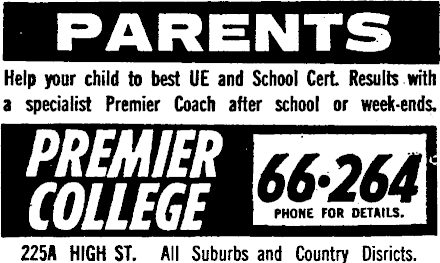 PARENTS
Help your child to best UE and School Cert. Results with
a specialist Premier Coach after school or week-ends.
PREMIER
COLLEGE
66•264
PHONE FOR DETAILS.
225A HIGH ST. All Suburbs and Country Disricts.